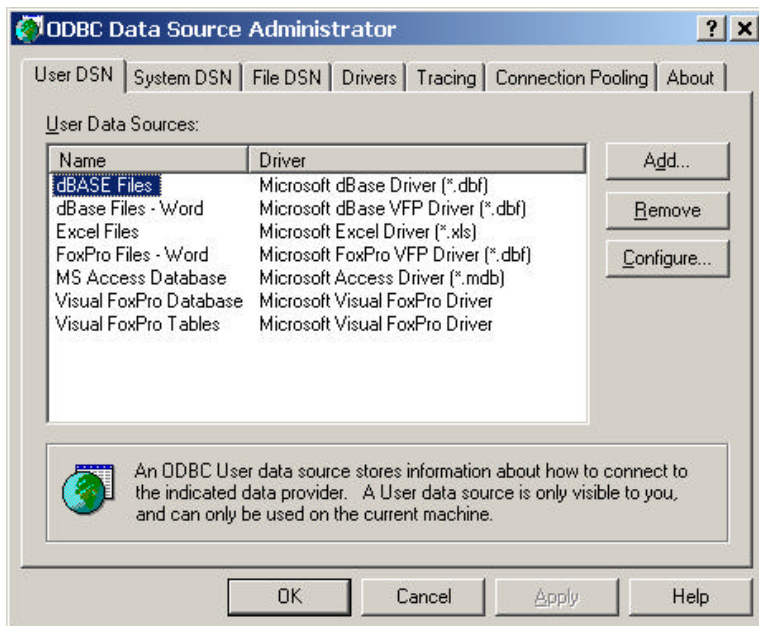 ODBC Data Source Administrator
? ×
User DSN System DSN File DSN Drivers Tracing Connection Pooling About
User Data Sources:
Name Driver
dBASE Files Microsoft dBase Driver (*.dbf)
dBase Files - Word Microsoft dBase VFP Driver (*.dbf)
Excel Files Microsoft Excel Driver (*.xls)
FoxPro Files - Word Microsoft FoxPro VFP Driver (*.dbf)
MS Access Database Microsoft Access Driver (*.mdb)
Visual FoxPro Database Microsoft Visual FoxPro Driver
Visual FoxPro Tables Microsoft Visual FoxPro Driver
Add...
Remove
Configure...
An ODBC User data source stores information about how to connect to
the indicated data provider. A User data source is only visible to you,
and can only be used on the current machine.
OK Cancel Apply Help